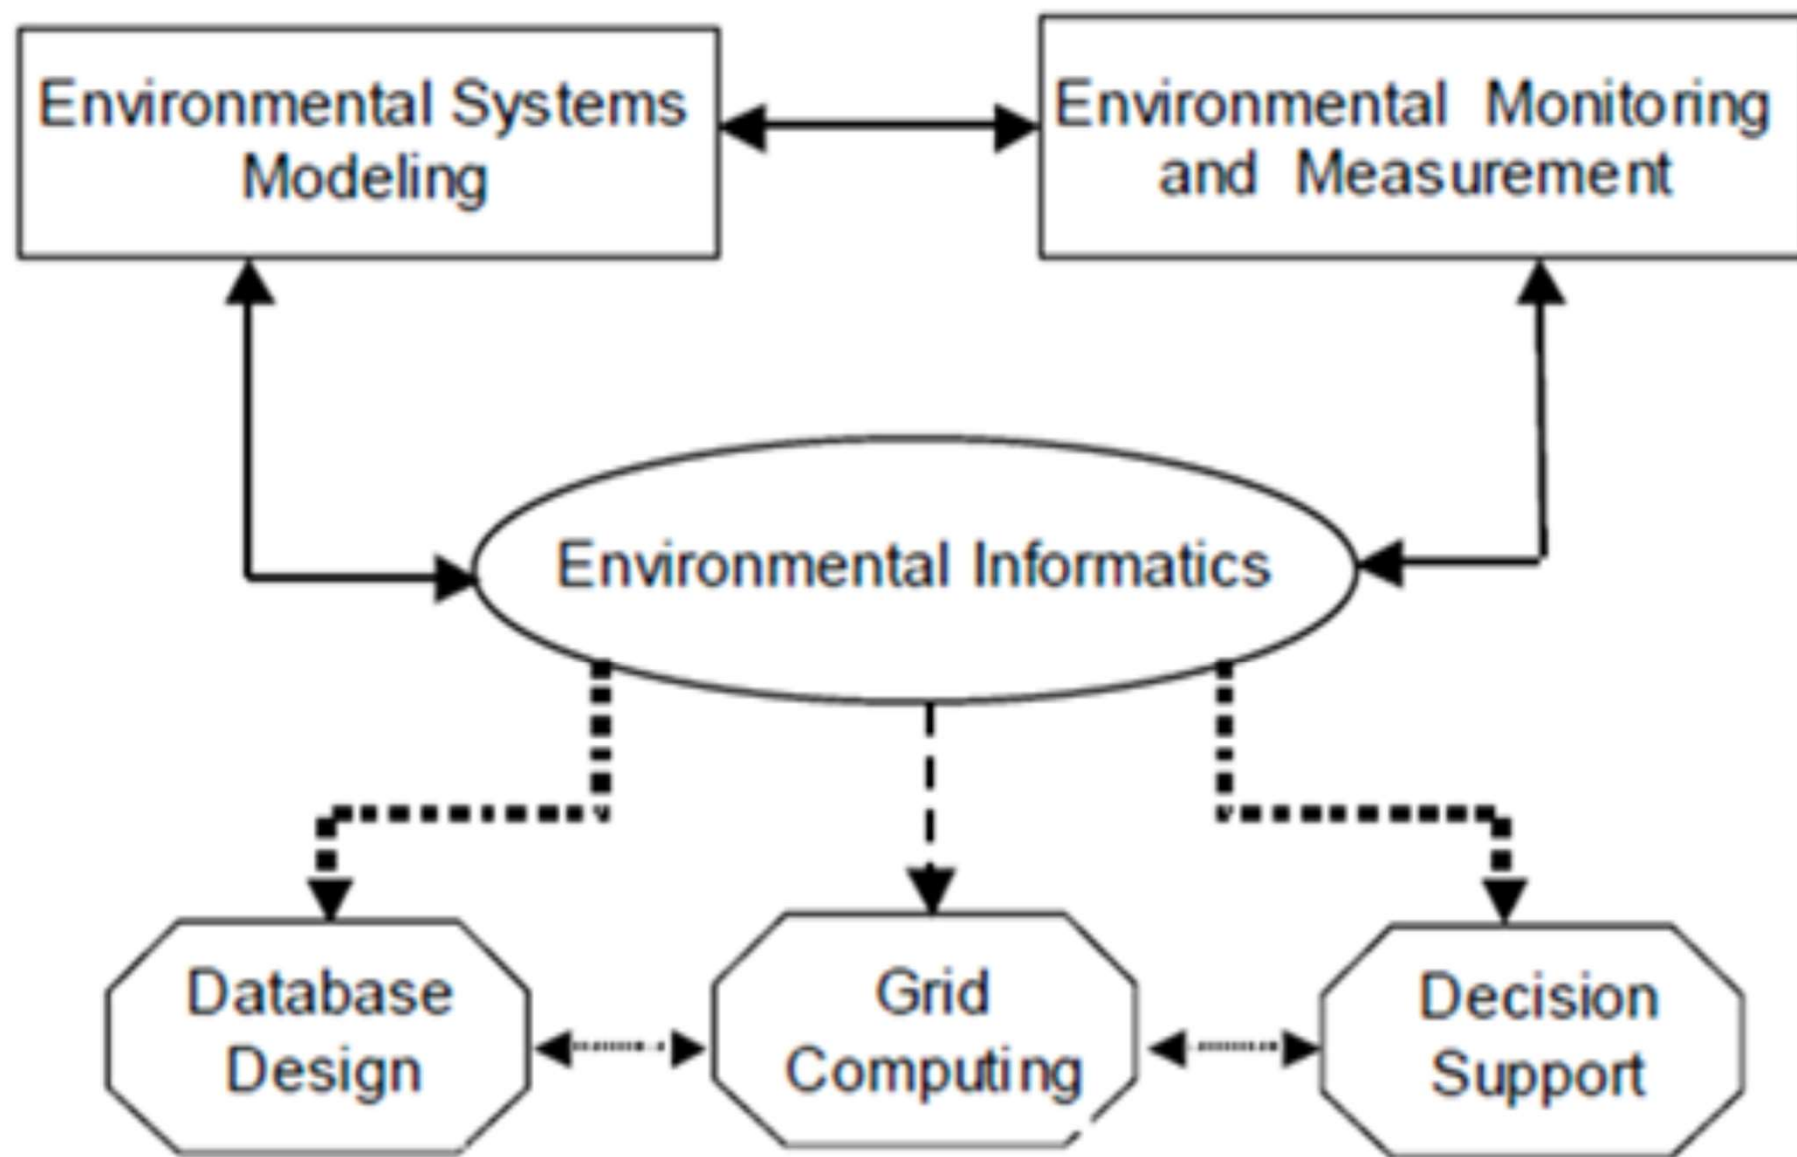 Environmental Systems
Modeling
Environmental Monitoring
and Measurement
Environmental Informatics
Database
Design
Grid
Computing
Decision
Support